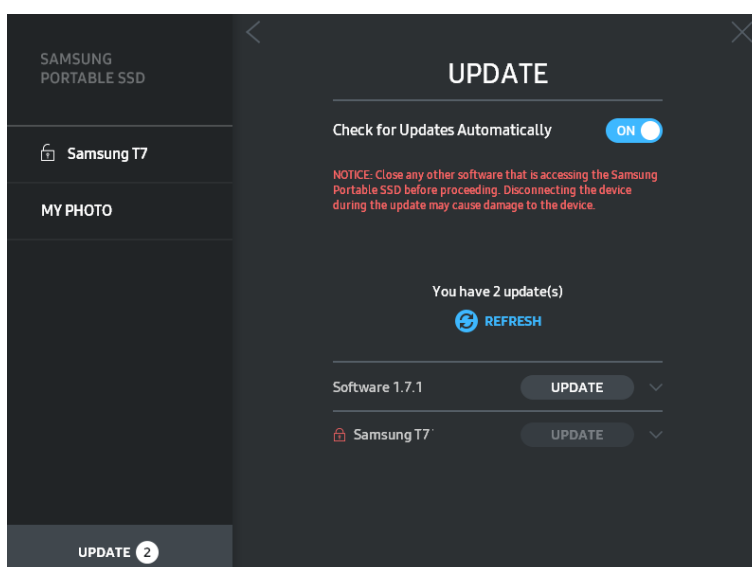 SAMSUNG
PORTABLE SSD
Samsung T7
MY PHOTO
UPDATE 2
UPDATE
Check for Updates Automatically ON
NOTICE: Close any other software that is accessing the Samsung
Portable SSD before proceeding. Disconnecting the device
during the update may cause damage to the device.
You have 2 update(s)
REFRESH
Software 1.7.1 UPDATE
Samsung T7 UPDATE